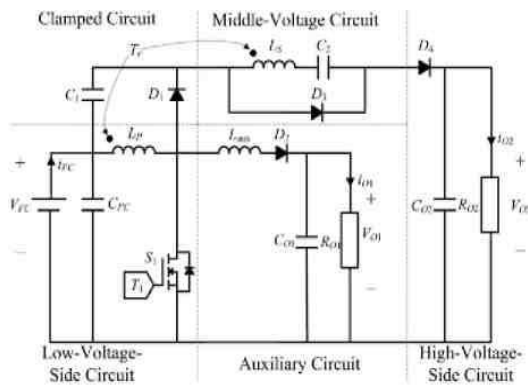 Clamped Circuit
Middle-Voltage Circuit
Tr
Ls
C2
D4
C1
D1
D3
LP
Laux
D2
iO2
+
iFC
iO1
+
+
VFC
CFC
CO2
RO2
VO2
S1
CO1
RO1
VO1
T1
Low-Voltage-
Side Circuit
Auxiliary Circuit
High-Voltage-
Side Circuit